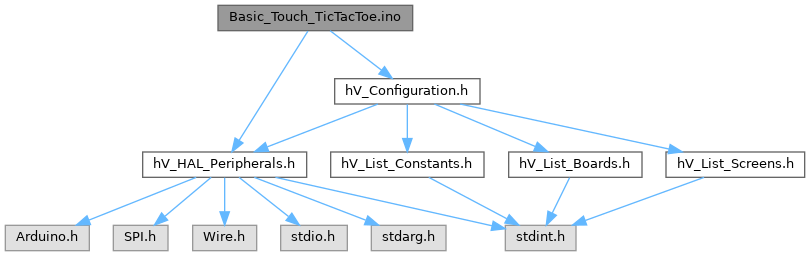 Basic_Touch_TicTacToe.ino
hV_Configuration.h
hV_HAL_Peripherals.h
hV_List_Constants.h
hV_List_Boards.h
hV_List_Screens.h
Arduino.h
SPI.h
Wire.h
stdio.h
stdarg.h
stdint.h